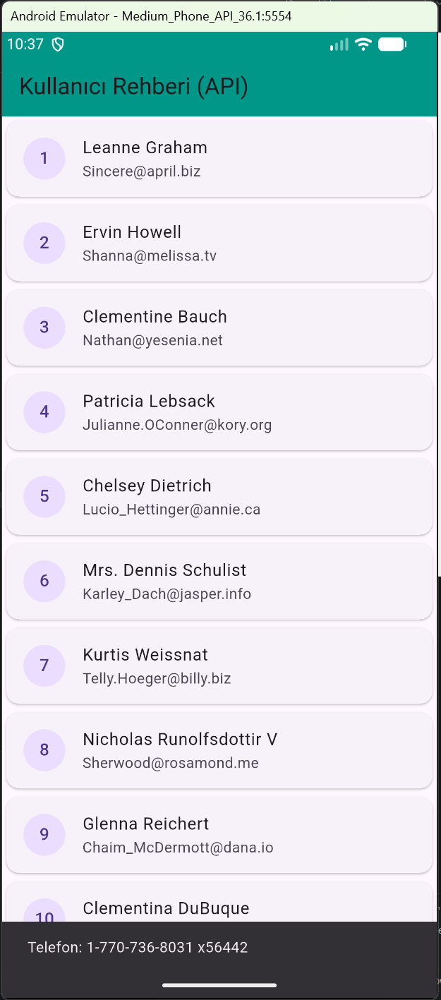 Android Emulator - Medium_Phone_API_36.1:5554
10:37
Kullanıcı Rehberi (API)
1
Leanne Graham
Sincere@april.biz
2
Ervin Howell
Shanna@melissa.tv
3
Clementine Bauch
Nathan@yesenia.net
4
Patricia Lebsack
Julianne.OConner@kory.org
5
Chelsey Dietrich
Lucio_Hettinger@annie.ca
6
Mrs. Dennis Schulist
Karley_Dach@jasper.info
7
Kurtis Weissnat
Telly.Hoeger@billy.biz
8
Nicholas Runolfsdottir V
Sherwood@rosamond.me
9
Glenna Reichert
Chaim_McDermott@dana.io
10
Clementina DuBuque
Telefon: 1-770-736-8031 x56442